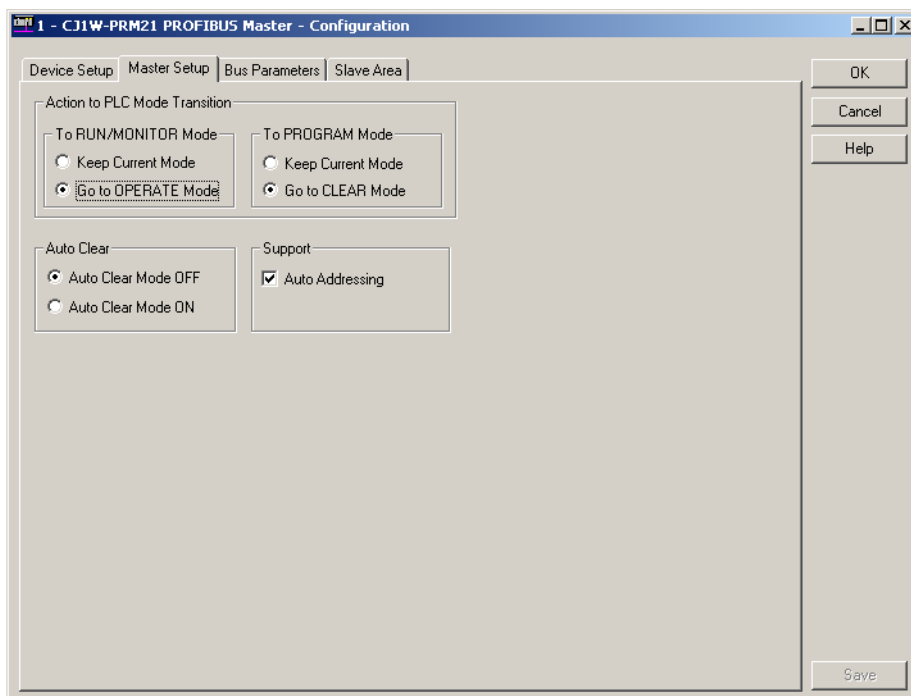 1 - CJ1W-PRM21 PROFIBUS Master - Configuration
Device Setup Master Setup Bus Parameters Slave Area
OK
Cancel
Help
Action to PLC Mode Transition
To RUN/MONITOR Mode
Keep Current Mode
Go to OPERATE Mode
To PROGRAM Mode
Keep Current Mode
Go to CLEAR Mode
Auto Clear
Auto Clear Mode OFF
Auto Clear Mode ON
Support
Auto Addressing
Save